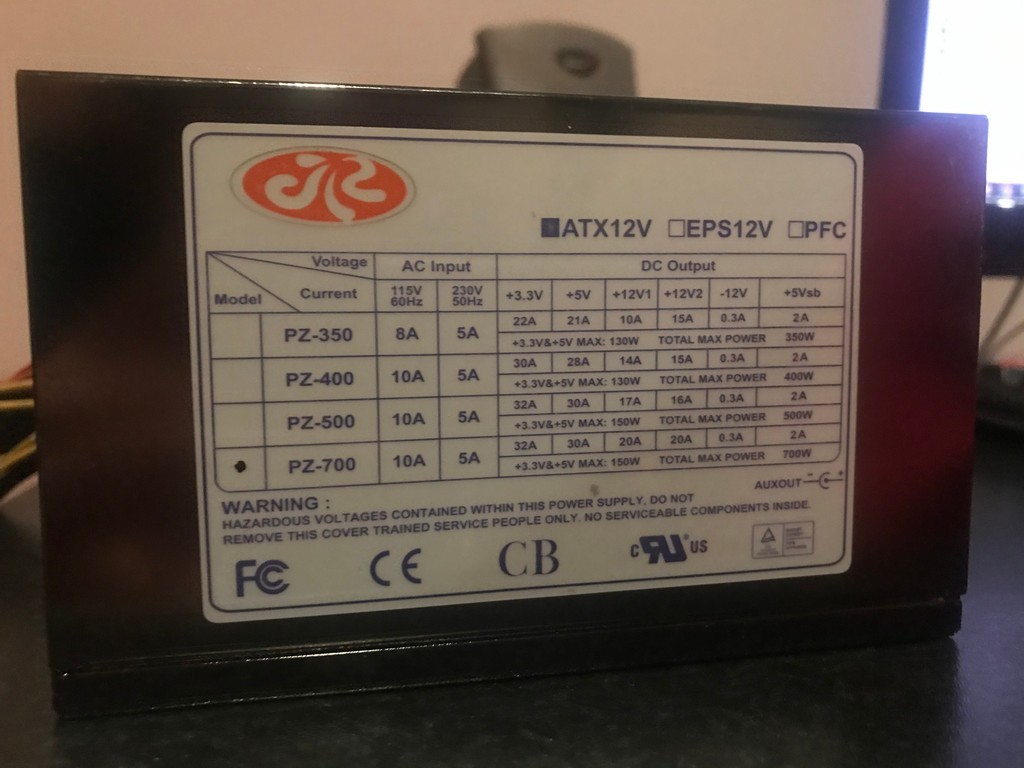 ATX12V EPS12V PFC
Voltage AC Input DC Output
Model Current 115V 60Hz 230V 50Hz +3.3V +5V +12V1 +12V2 -12V +5Vsb
PZ-350 8A 5A 22A 21A 10A 15A 0.3A 2A
+3.3V&+5V MAX: 130W TOTAL MAX POWER 350W
PZ-400 10A 5A 30A 28A 14A 15A 0.3A 2A
+3.3V&+5V MAX: 130W TOTAL MAX POWER 400W
PZ-500 10A 5A 32A 30A 17A 16A 0.3A 2A
+3.3V&+5V MAX: 150W TOTAL MAX POWER 500W
PZ-700 10A 5A 32A 30A 20A 20A 0.3A 2A
+3.3V&+5V MAX: 150W TOTAL MAX POWER 700W
AUXOUT - +
WARNING :
HAZARDOUS VOLTAGES CONTAINED WITHIN THIS POWER SUPPLY, DO NOT
REMOVE THIS COVER TRAINED SERVICE PEOPLE ONLY. NO SERVICEABLE COMPONENTS INSIDE.
FC CE CB c RU US